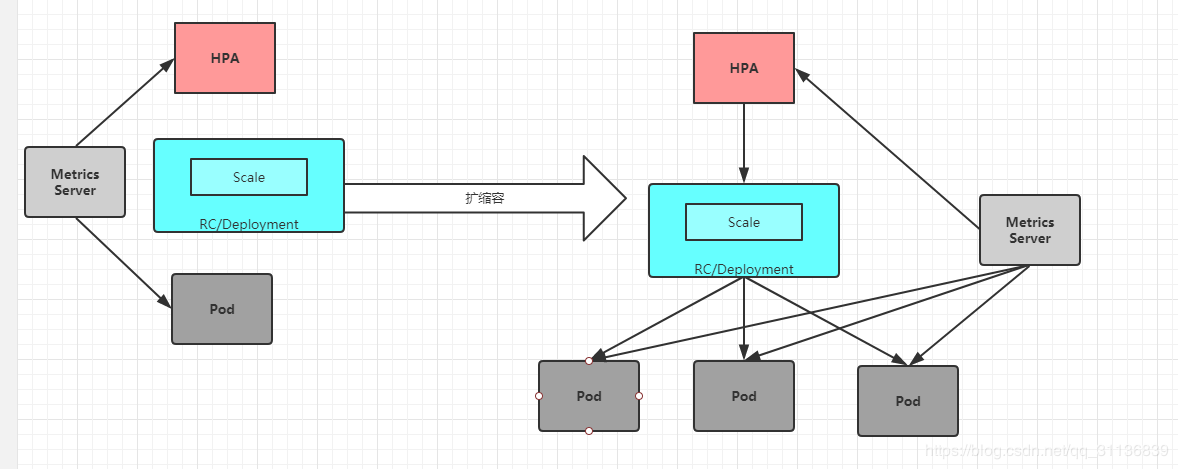 HPA
Metrics
Server
Scale
RC/Deployment
Pod
扩缩容
HPA
Scale
RC/Deployment
Metrics
Server
Pod
Pod
Pod
https://blog.csdn.net/qq_31136839